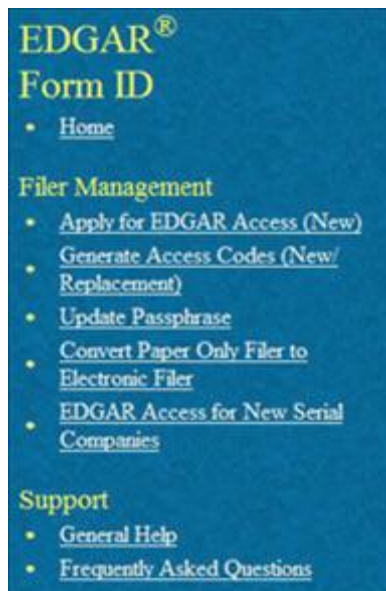 EDGAR®
Form ID
• Home
Filer Management
• Apply for EDGAR Access (New)
• Generate Access Codes (New/
Replacement)
• Update Passphrase
• Convert Paper Only Filer to
Electronic Filer
• EDGAR Access for New Serial
Companies
Support
• General Help
• Frequently Asked Questions